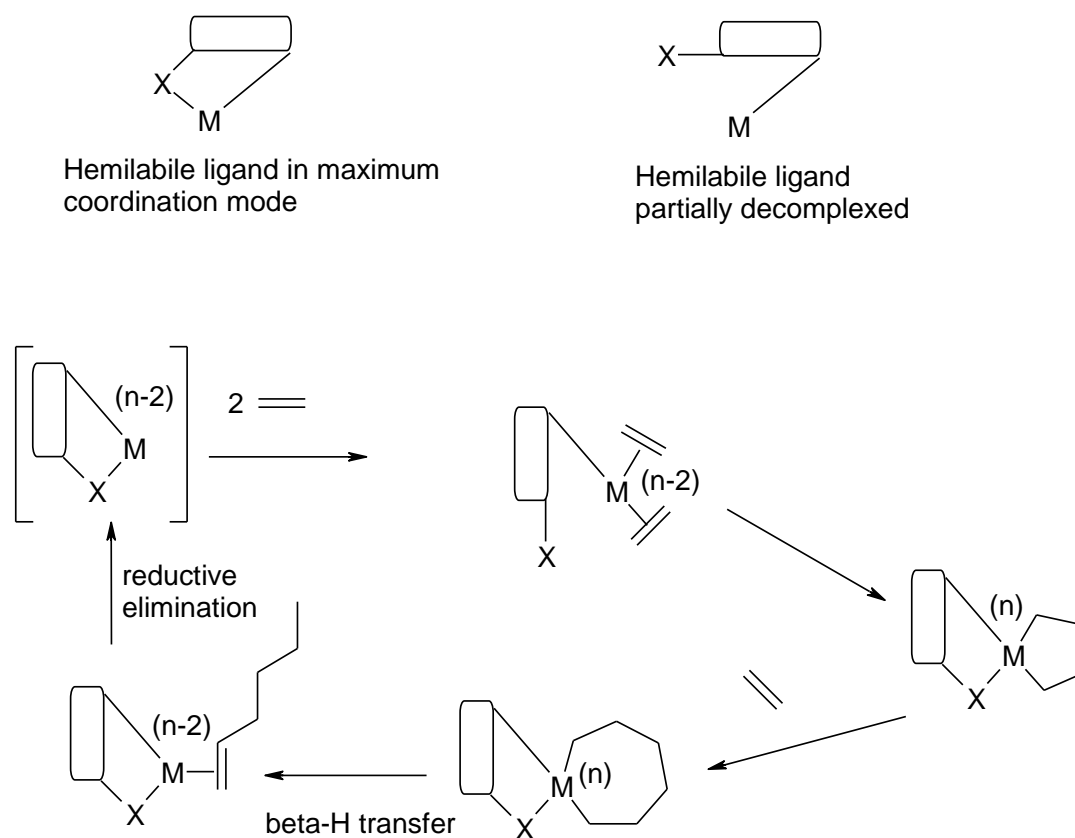 X
M
Hemilabile ligand in maximum
coordination mode
X
M
Hemilabile ligand
partially decomplexed
(n-2)
M
X
2
M
(n-2)
X
(n)
M
X
reductive
elimination
(n-2)
M
X
M
(n)
X
beta-H transfer